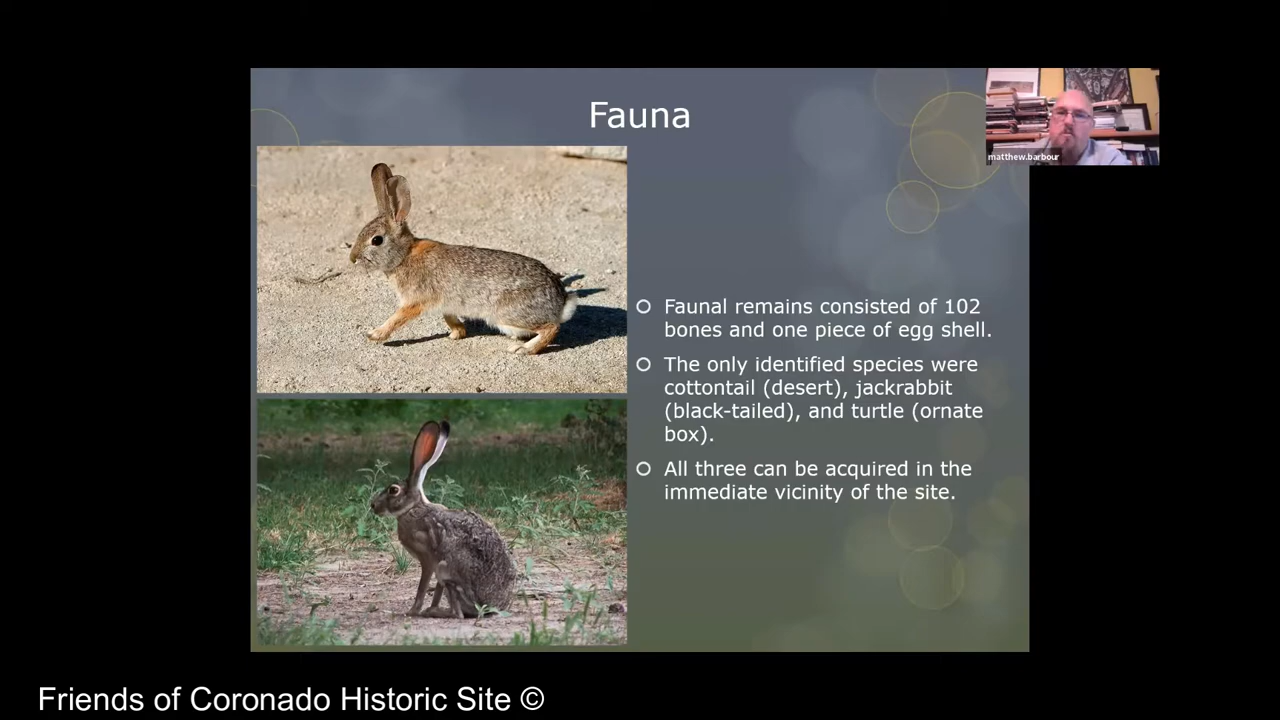 Fauna
matthew.barbour
Faunal remains consisted of 102
bones and one piece of egg shell.
The only identified species were
cottontail (desert), jackrabbit
(black-tailed), and turtle (ornate
box).
All three can be acquired in the
immediate vicinity of the site.
Friends of Coronado Historic Site ©